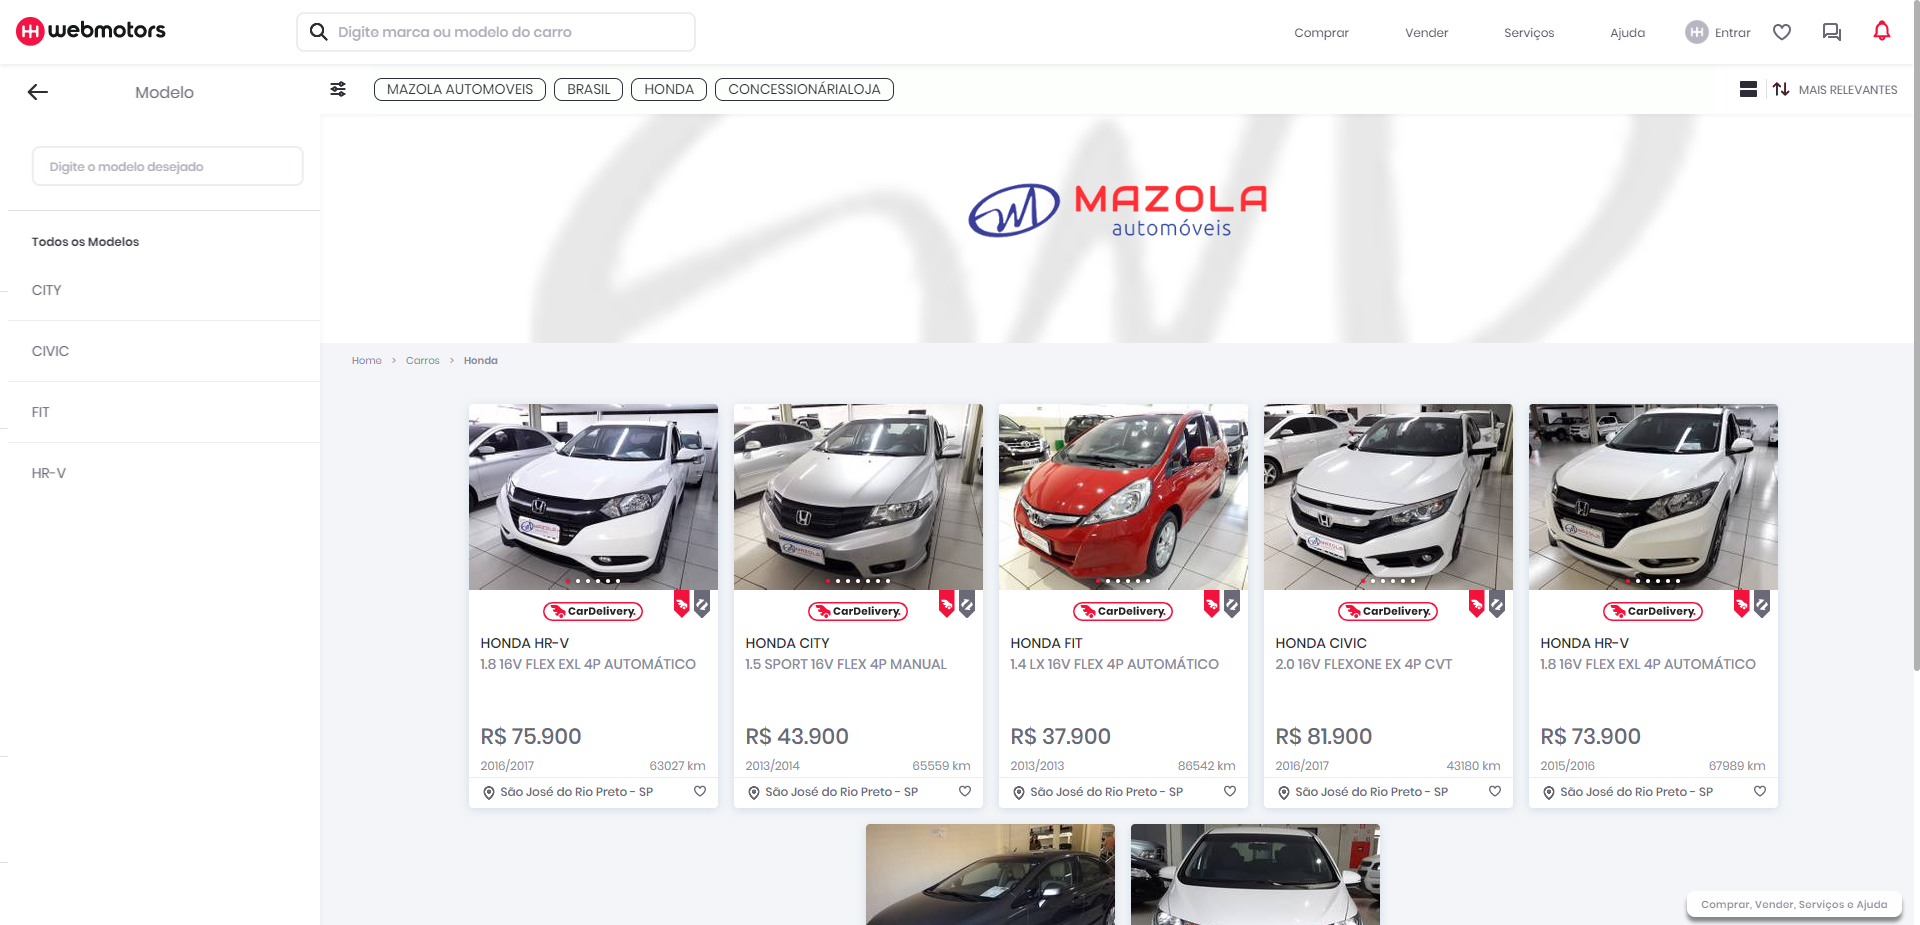 webmotors
Digite marca ou modelo do carro
Comprar
Vender
Serviços
Ajuda
Entrar
Modelo
MAZOLA AUTOMOVEIS
BRASIL
HONDA
CONCESSIONÁRIALOJA
MAIS RELEVANTES
Digite o modelo desejado
MAZOLA
automóveis
Todos os Modelos
CITY
CIVIC
FIT
HR-V
Home > Carros > Honda
MAZOLA
MAZOLA
MAZOLA
MAZOLA
CarDelivery.
CarDelivery.
CarDelivery.
CarDelivery.
CarDelivery.
HONDA HR-V
1.8 16V FLEX EXL 4P AUTOMÁTICO
R$ 75.900
2016/2017
63027 km
São José do Rio Preto - SP
HONDA CITY
1.5 SPORT 16V FLEX 4P MANUAL
R$ 43.900
2013/2014
65559 km
São José do Rio Preto - SP
HONDA FIT
1.4 LX 16V FLEX 4P AUTOMÁTICO
R$ 37.900
2013/2013
86542 km
São José do Rio Preto - SP
HONDA CIVIC
2.0 16V FLEXONE EX 4P CVT
R$ 81.900
2016/2017
43180 km
São José do Rio Preto - SP
HONDA HR-V
1.8 16V FLEX EXL 4P AUTOMÁTICO
R$ 73.900
2015/2016
67989 km
São José do Rio Preto - SP
Comprar, Vender, Serviços e Ajuda